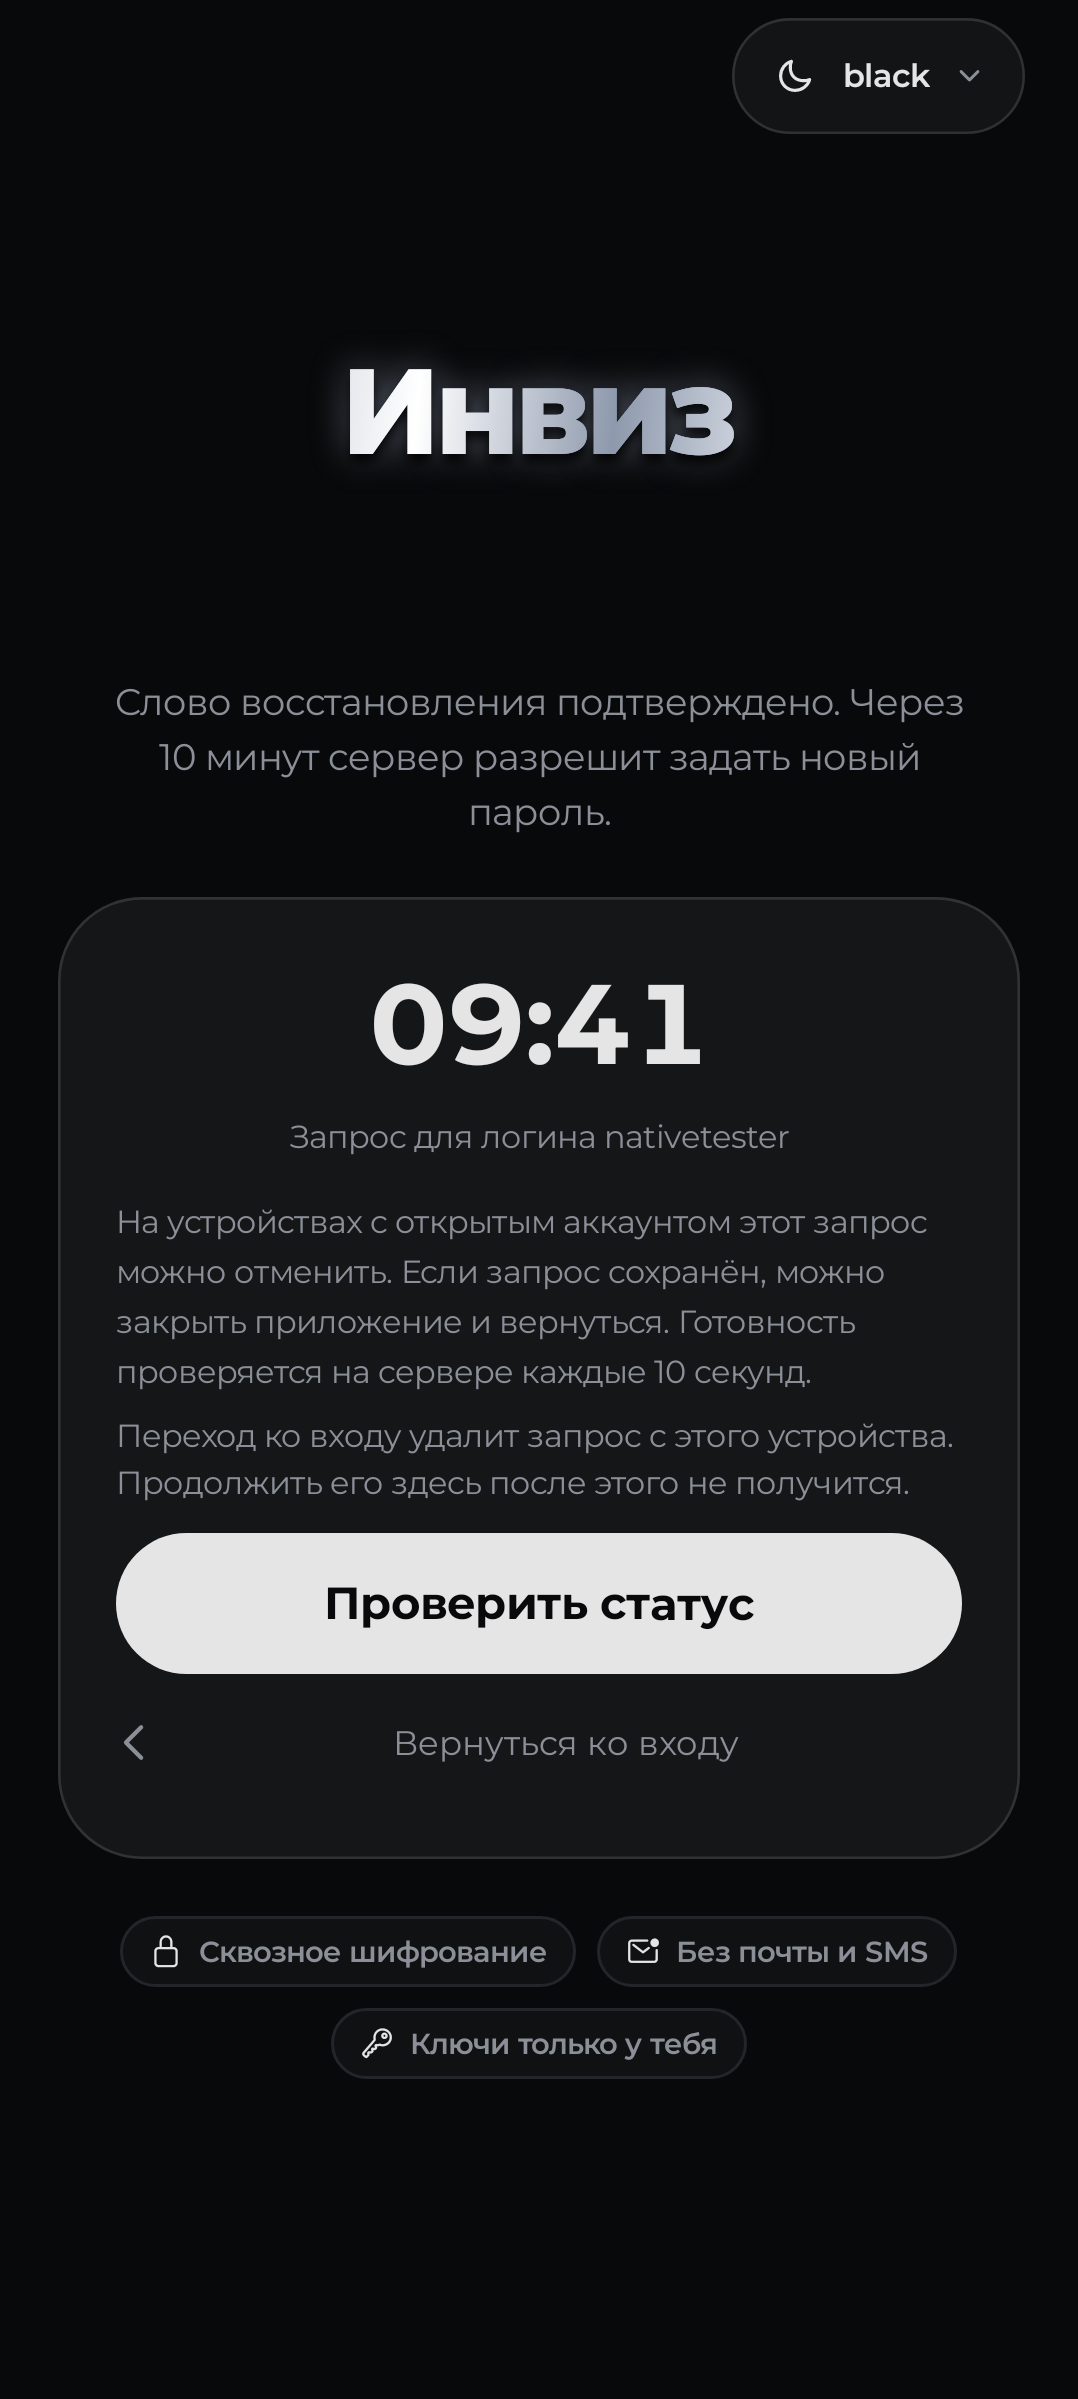 black
Инвиз
Слово восстановления подтверждено. Через
10 минут сервер разрешит задать новый
пароль.
09:41
Запрос для логина nativetester
На устройствах с открытым аккаунтом этот запрос
можно отменить. Если запрос сохранён, можно
закрыть приложение и вернуться. Готовность
проверяется на сервере каждые 10 секунд.
Переход ко входу удалит запрос с этого устройства.
Продолжить его здесь после этого не получится.
Проверить статус
Вернуться ко входу
Сквозное шифрование
Без почты и SMS
Ключи только у тебя